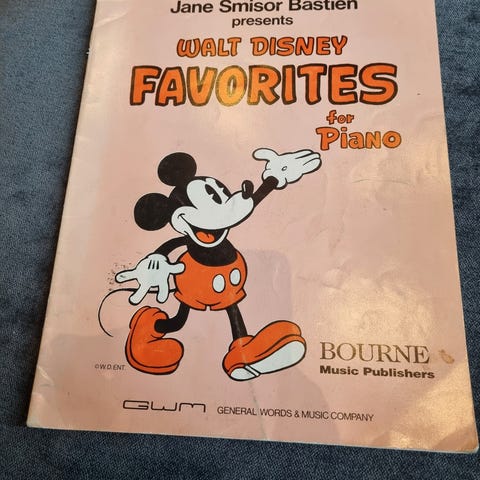 Jane Smisor Bastien
presents
WALT DISNEY
FAVORITES
for
Piano
© W.D. ENT.
BOURNE
Music Publishers
GWM GENERAL WORDS & MUSIC COMPANY